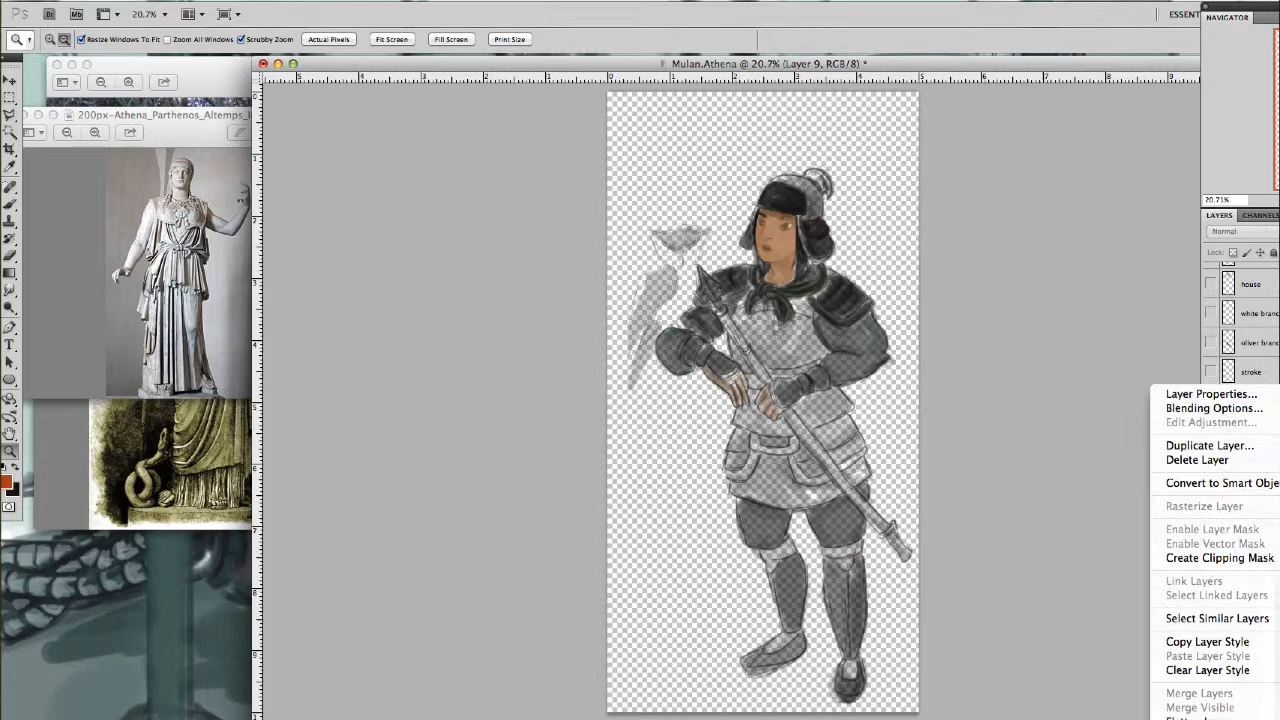 Ps Br Mb 20.7% ESSENT
Resize Windows To Fit Zoom All Windows Scrubby Zoom Actual Pixels Fit Screen Fill Screen Print Size
NAVIGATOR
Mulan.Athena @ 20.7% (Layer 9, RGB/8) *
200px-Athena_Parthenos_Altemps_
20.71%
LAYERS CHANNELS
Normal
Lock:
house
white branc
oliver branc
stroke
Layer Properties...
Blending Options...
Edit Adjustment...
Duplicate Layer...
Delete Layer
Convert to Smart Obje
Rasterize Layer
Enable Layer Mask
Enable Vector Mask
Create Clipping Mask
Link Layers
Select Linked Layers
Select Similar Layers
Copy Layer Style
Paste Layer Style
Clear Layer Style
Merge Layers
Merge Visible